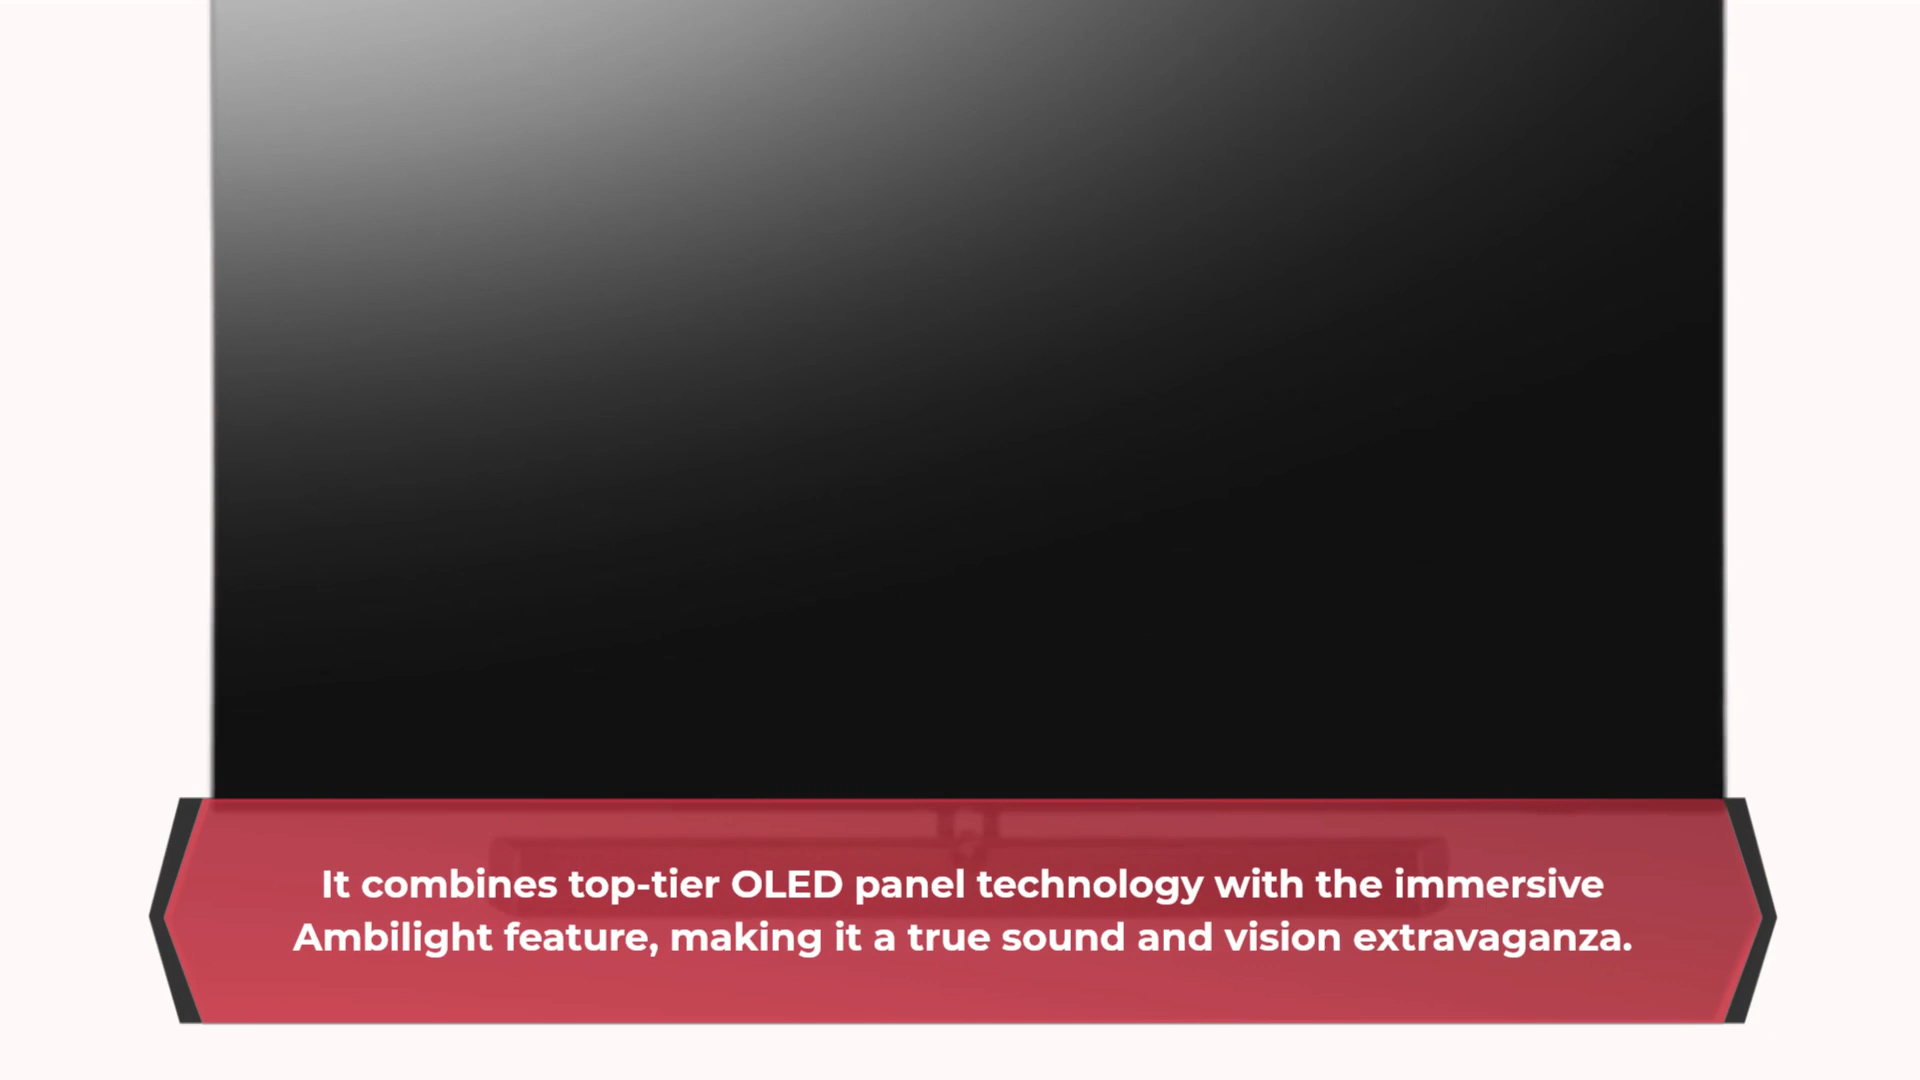 It combines top-tier OLED panel technology with the immersive
Ambilight feature, making it a true sound and vision extravaganza.